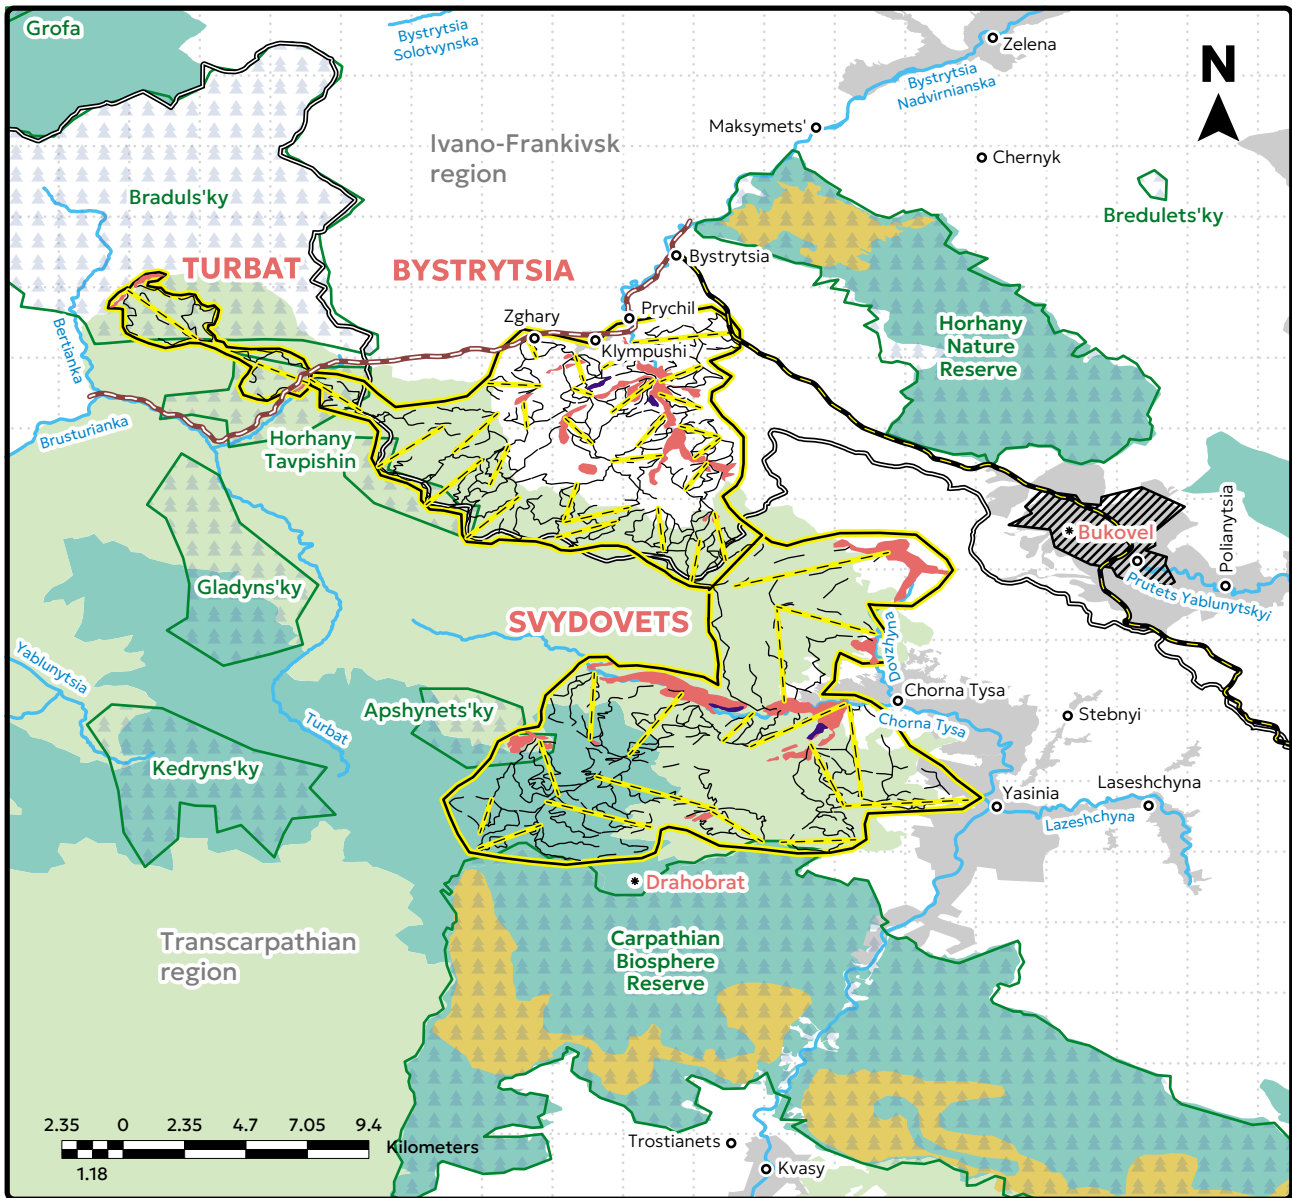 Grofa
Bystrytsia
Solotvynska
Zelena
N
Bystrytsia
Nadvirnianska
Maksymets'
Ivano-Frankivsk
region
Chernyk
Braduls'ky
Bredulets'ky
TURBAT
BYSTRYTSIA
Bystrytsia
Prychil
Zghary
Klympushi
Bertianka
Horhany
Nature
Reserve
Brusturianka
Horhany
Tavpishin
Bukovel
Polianytsia
Prutets Yablunytskyi
Gladyns'ky
SVYDOVETS
Dovzhyna
Yablunytsia
Chorna Tysa
Apshynets'ky
Turbat
Chorna Tysa
Stebnyi
Kedryns'ky
Laseshchyna
Yasinia
Lazeshchyna
Drahobrat
Transcarpathian
region
Carpathian
Biosphere
Reserve
2.35 0 2.35 4.7 7.05 9.4
Kilometers
1.18
Trostianets
Kvasy